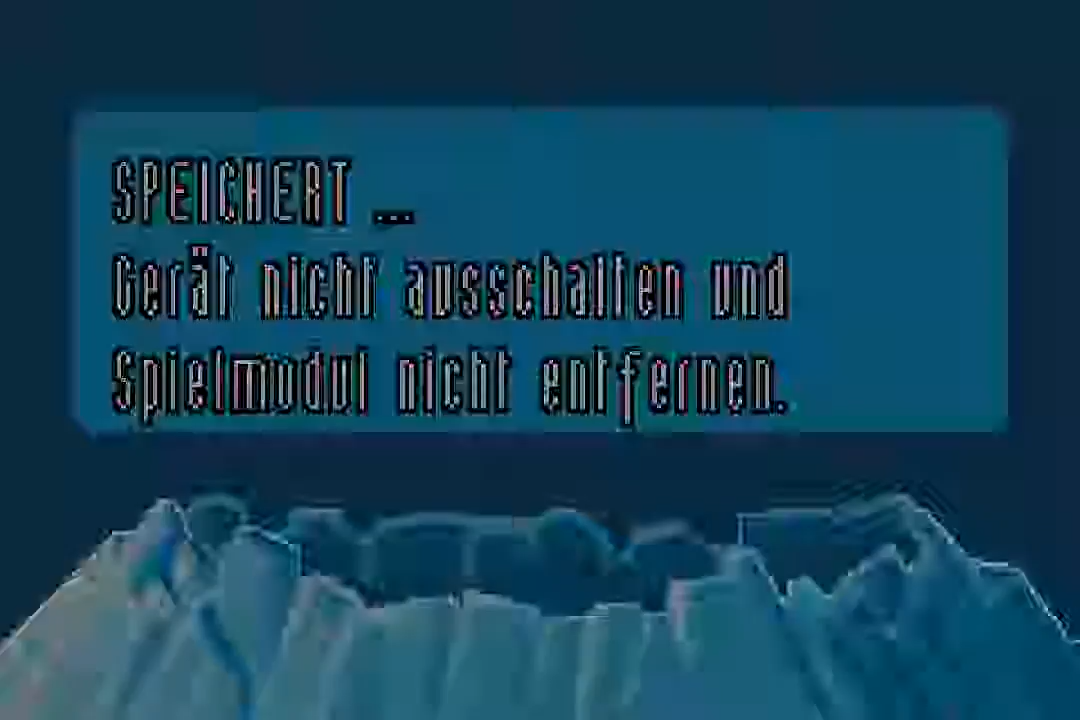 SPEICHERT ...
Gerät nicht ausschalten und
Spielmodul nicht entfernen.